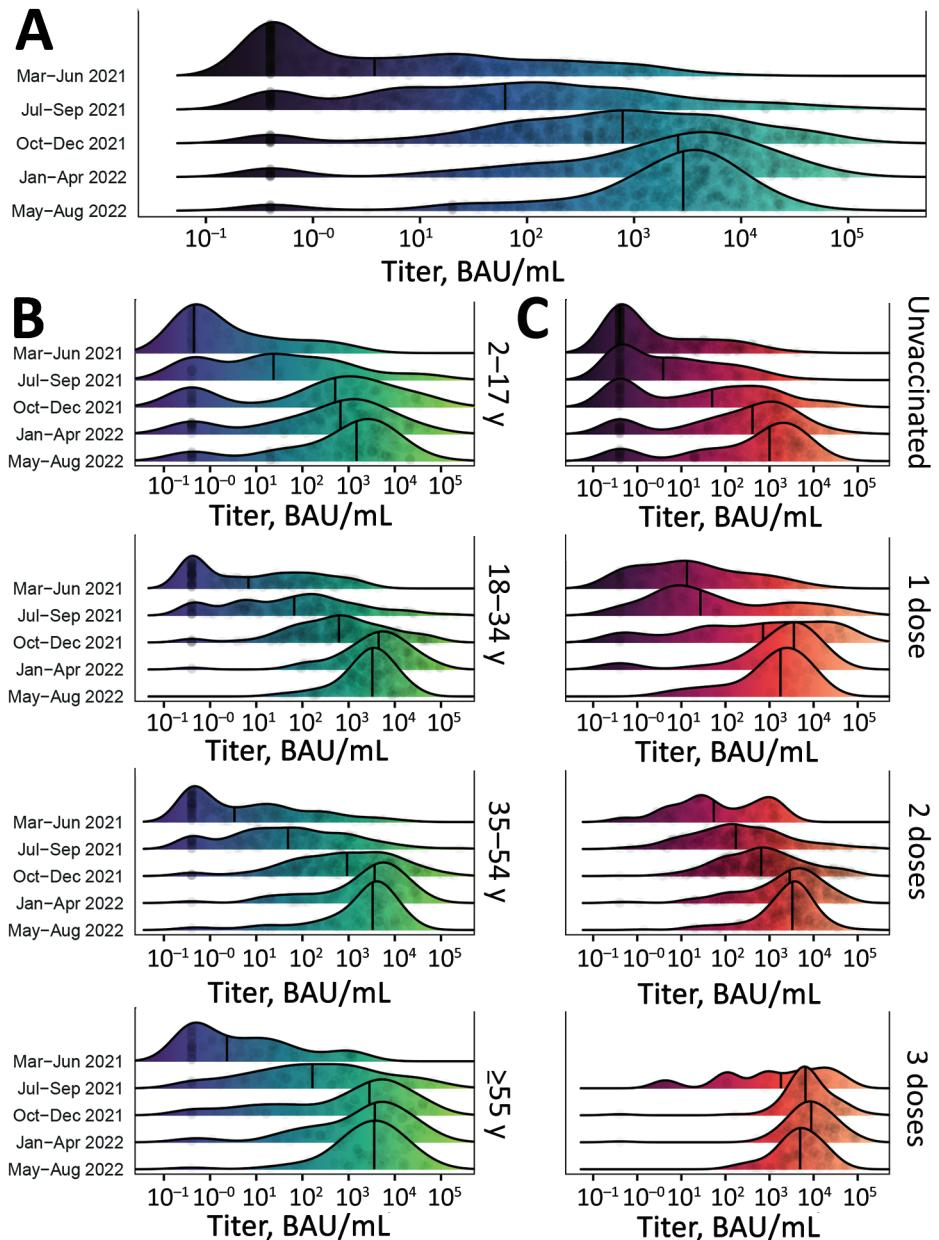 A
Mar–Jun 2021
Jul–Sep 2021
Oct–Dec 2021
Jan–Apr 2022
May–Aug 2022
10⁻¹ 10⁻⁰ 10¹ 10² 10³ 10⁴ 10⁵
Titer, BAU/mL
B
Mar–Jun 2021
Jul–Sep 2021
Oct–Dec 2021
Jan–Apr 2022
May–Aug 2022
2–17 y
10⁻¹ 10⁻⁰ 10¹ 10² 10³ 10⁴ 10⁵
Titer, BAU/mL
C
Unvaccinated
10⁻¹ 10⁻⁰ 10¹ 10² 10³ 10⁴ 10⁵
Titer, BAU/mL
Mar–Jun 2021
Jul–Sep 2021
Oct–Dec 2021
Jan–Apr 2022
May–Aug 2022
18–34 y
10⁻¹ 10⁻⁰ 10¹ 10² 10³ 10⁴ 10⁵
Titer, BAU/mL
1 dose
10⁻¹ 10⁻⁰ 10¹ 10² 10³ 10⁴ 10⁵
Titer, BAU/mL
Mar–Jun 2021
Jul–Sep 2021
Oct–Dec 2021
Jan–Apr 2022
May–Aug 2022
35–54 y
10⁻¹ 10⁻⁰ 10¹ 10² 10³ 10⁴ 10⁵
Titer, BAU/mL
2 doses
10⁻¹ 10⁻⁰ 10¹ 10² 10³ 10⁴ 10⁵
Titer, BAU/mL
Mar–Jun 2021
Jul–Sep 2021
Oct–Dec 2021
Jan–Apr 2022
May–Aug 2022
≥55 y
10⁻¹ 10⁻⁰ 10¹ 10² 10³ 10⁴ 10⁵
Titer, BAU/mL
3 doses
10⁻¹ 10⁻⁰ 10¹ 10² 10³ 10⁴ 10⁵
Titer, BAU/mL